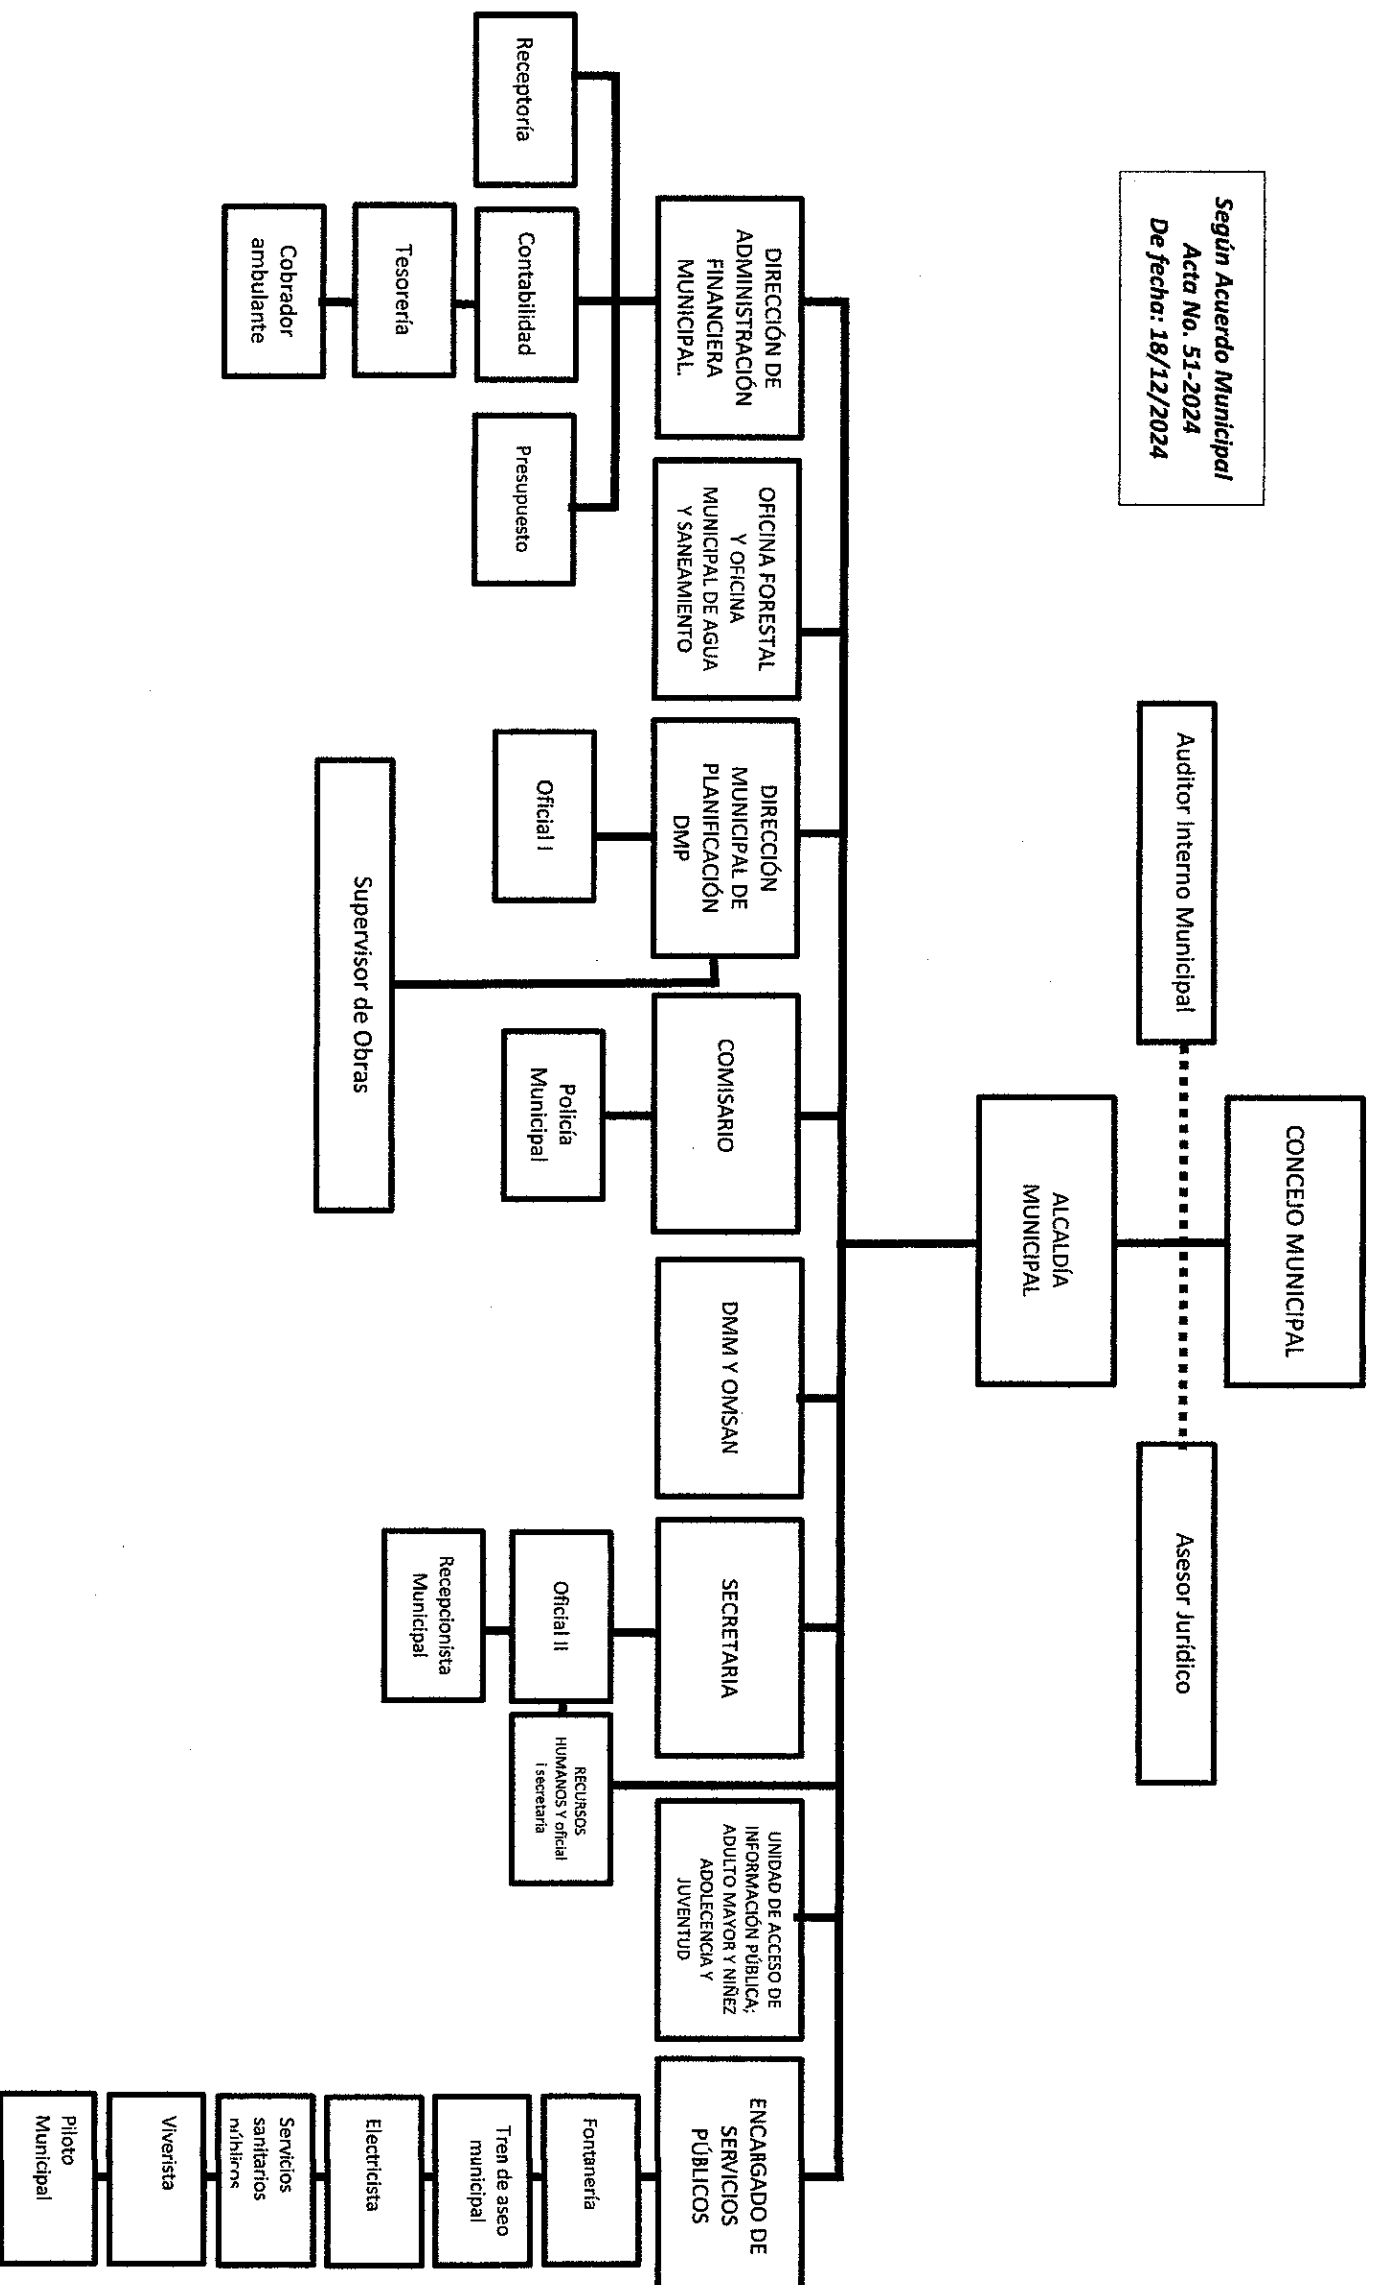 Según Acuerdo Municipal
Acta No. 51-2024
De fecha: 18/12/2024
CONCEJO MUNICIPAL
Auditor Interno Municipal
Asesor Jurídico
ALCALDÍA
MUNICIPAL
DIRECCIÓN DE
ADMINISTRACIÓN
FINANCIERA
MUNICIPAL.
OFICINA FORESTAL
Y OFICINA
MUNICIPAL DE AGUA
Y SANEAMIENTO
DIRECCIÓN
MUNICIPAL DE
PLANIFICACIÓN
DMP
COMISARIO
DMM Y OMSAN
SECRETARIA
UNIDAD DE ACCESO DE
INFORMACIÓN PÚBLICA;
ADULTO MAYOR Y NIÑEZ
ADOLECENCIA Y
JUVENTUD
ENCARGADO DE
SERVICIOS
PÚBLICOS
Receptoría
Contabilidad
Presupuesto
Tesorería
Cobrador
ambulante
Oficial I
Supervisor de Obras
Policía
Municipal
Oficial II
RECURSOS
HUMANOS Y oficial
i secretaria
Recepcionista
Municipal
Fontanería
Tren de aseo
municipal
Electricista
Servicios
sanitarios
públicos
Viverista
Piloto
Municipal